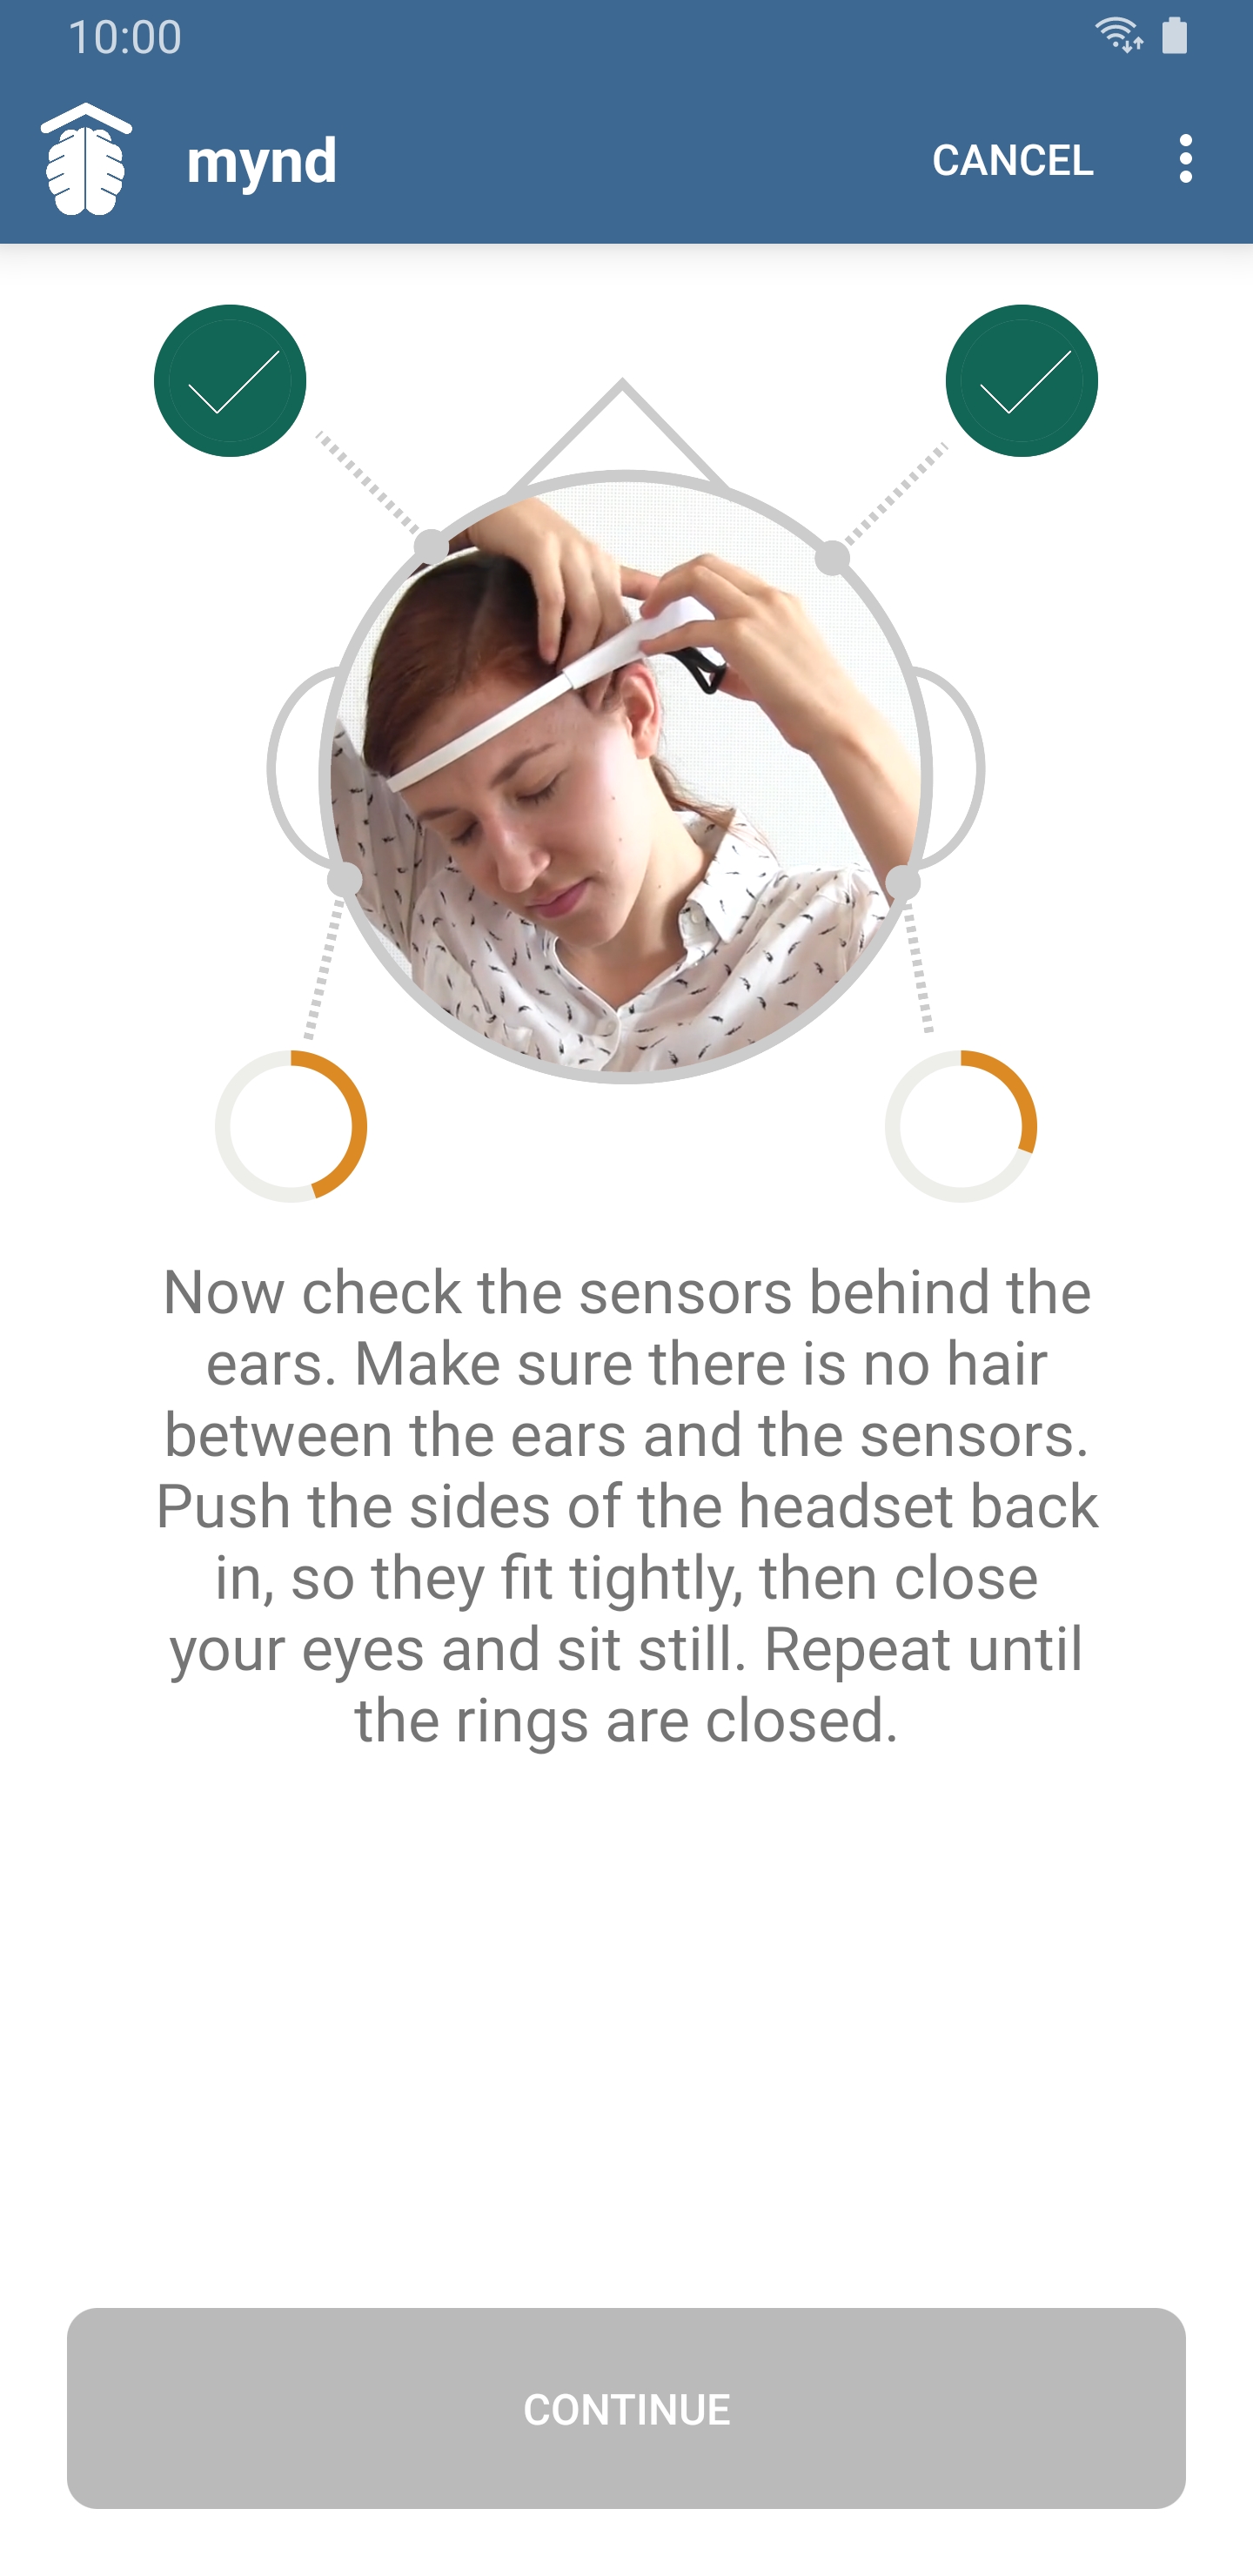 10:00
mynd
CANCEL
Now check the sensors behind the
ears. Make sure there is no hair
between the ears and the sensors.
Push the sides of the headset back
in, so they fit tightly, then close
your eyes and sit still. Repeat until
the rings are closed.
CONTINUE